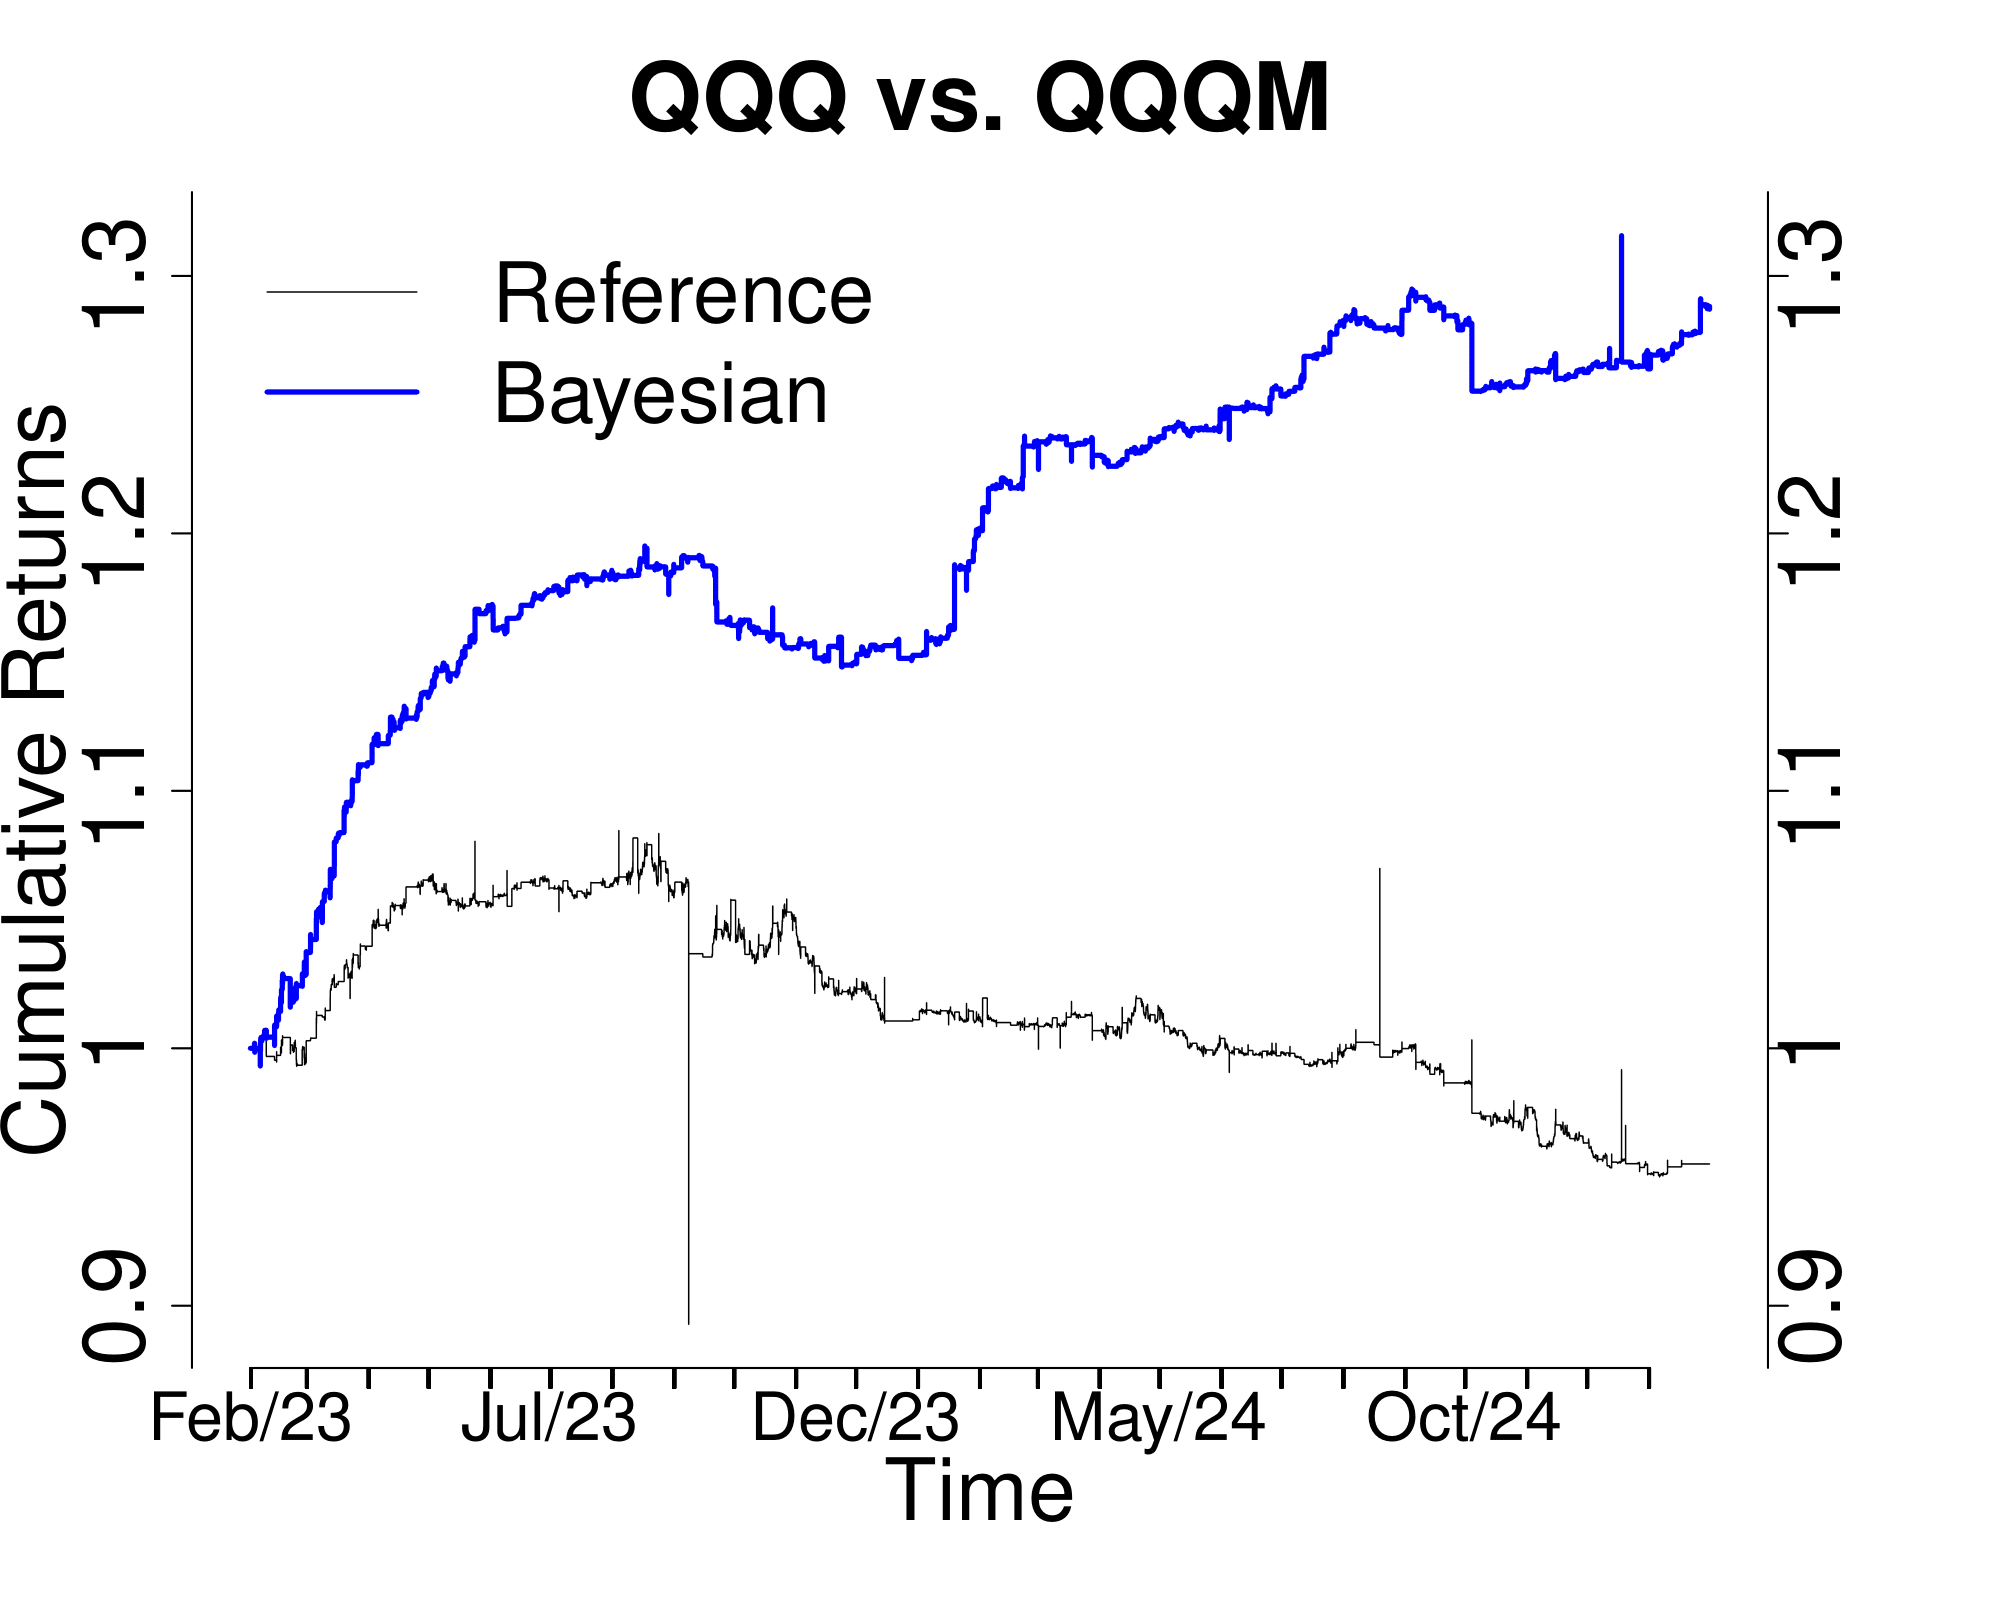 QQQ vs. QQQM
Reference
Bayesian
Cumulative Returns
1.3
1.2
1.1
1
0.9
1.3
1.2
1.1
1
0.9
Feb/23 Jul/23 Dec/23 May/24 Oct/24
Time